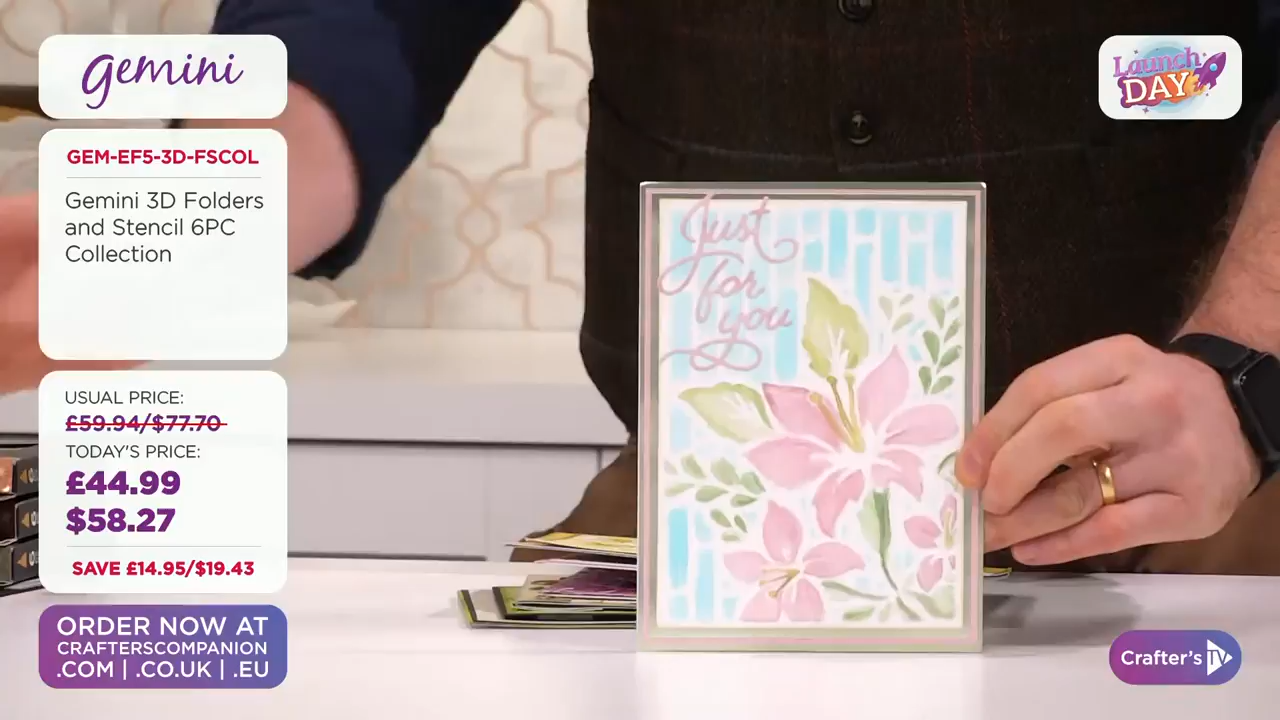 gemini
GEM-EF5-3D-FSCOL
Gemini 3D Folders
and Stencil 6PC
Collection
USUAL PRICE:
£59.94/$77.70
TODAY'S PRICE:
£44.99
$58.27
SAVE £14.95/$19.43
ORDER NOW AT
CRAFTERSCOMPANION
.COM | .CO.UK | .EU
Just
for
you
Launch
DAY
Crafter's TV